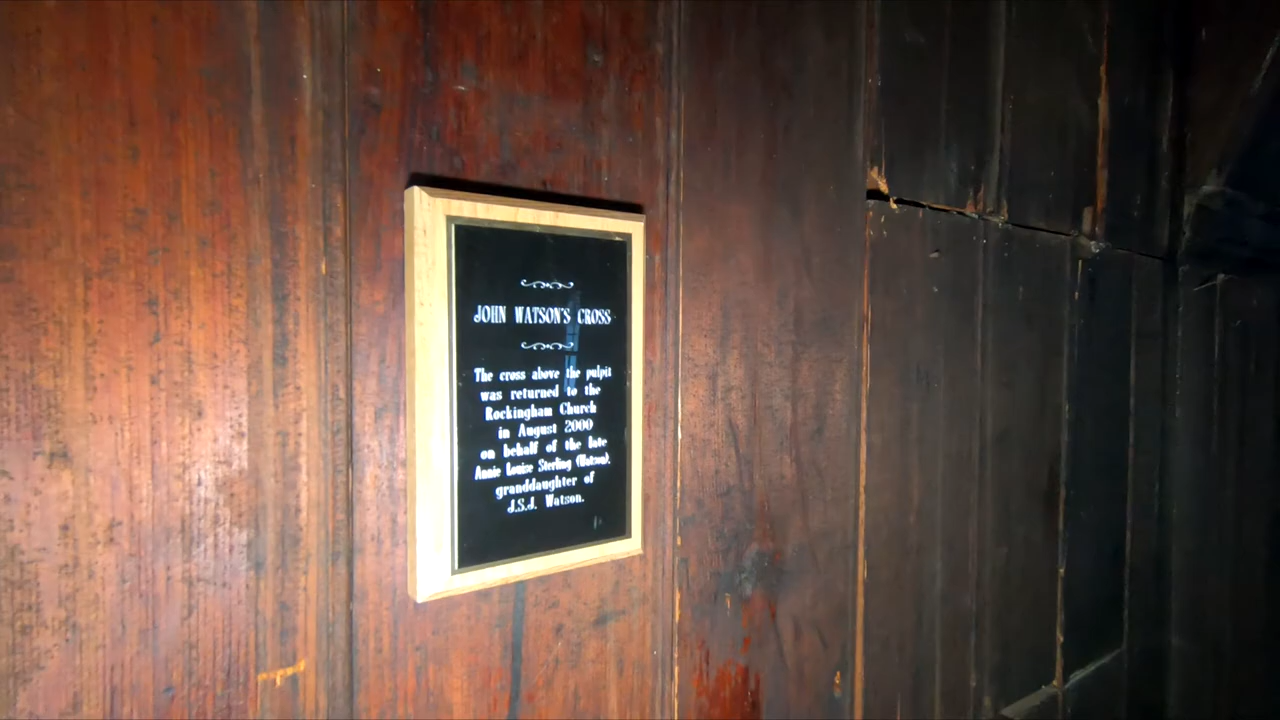 JOHN WATSON'S CROSS
The cross above the pulpit
was returned to the
Rockingham Church
in August 2000
on behalf of the late
Annie Louise Sterling (Watson),
granddaughter of
J.S.J. Watson.